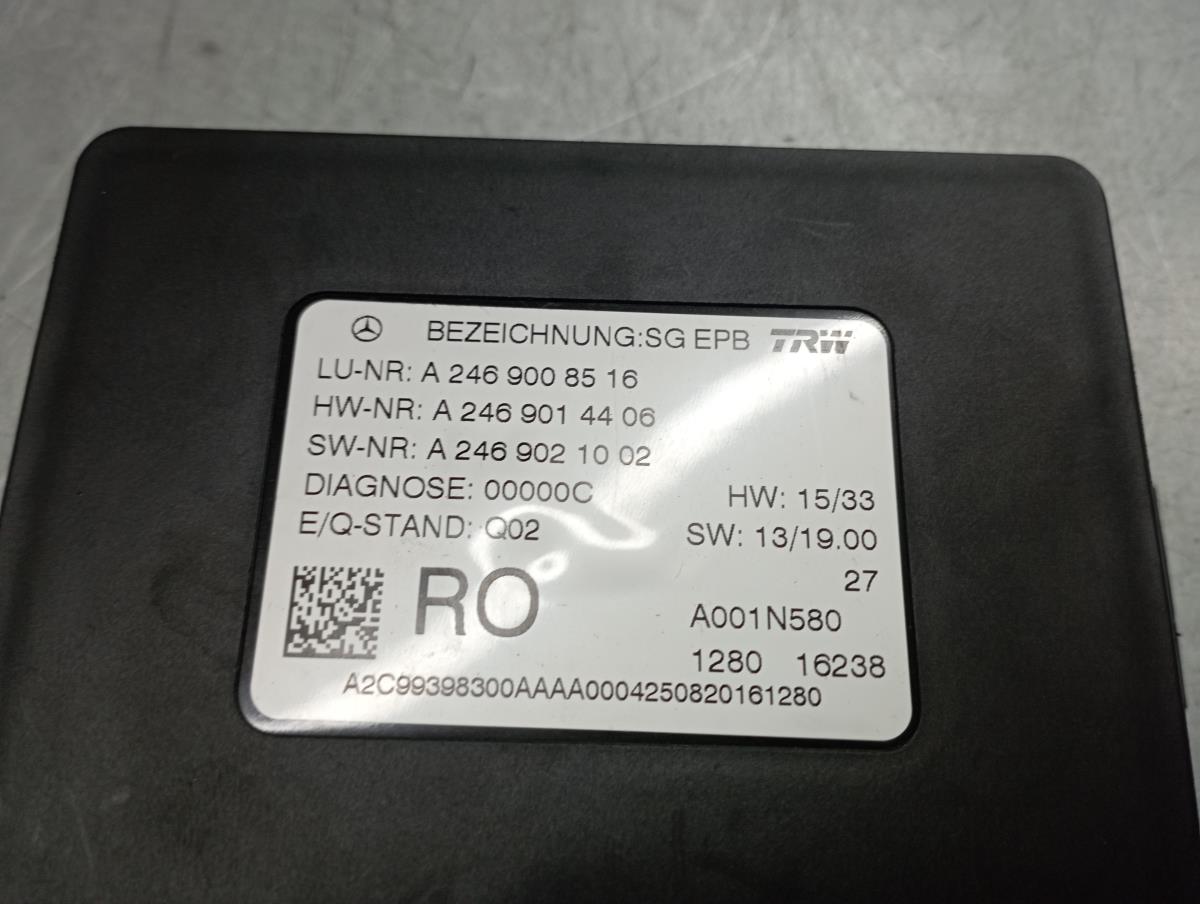 BEZEICHNUNG:SG EPB TRW
LU-NR: A 246 900 85 16
HW-NR: A 246 901 44 06
SW-NR: A 246 902 10 02
DIAGNOSE: 00000C HW: 15/33
E/Q-STAND: Q02 SW: 13/19.00
27
RO A001N580
1280 16238
A2C99398300AAAA0004250820161280